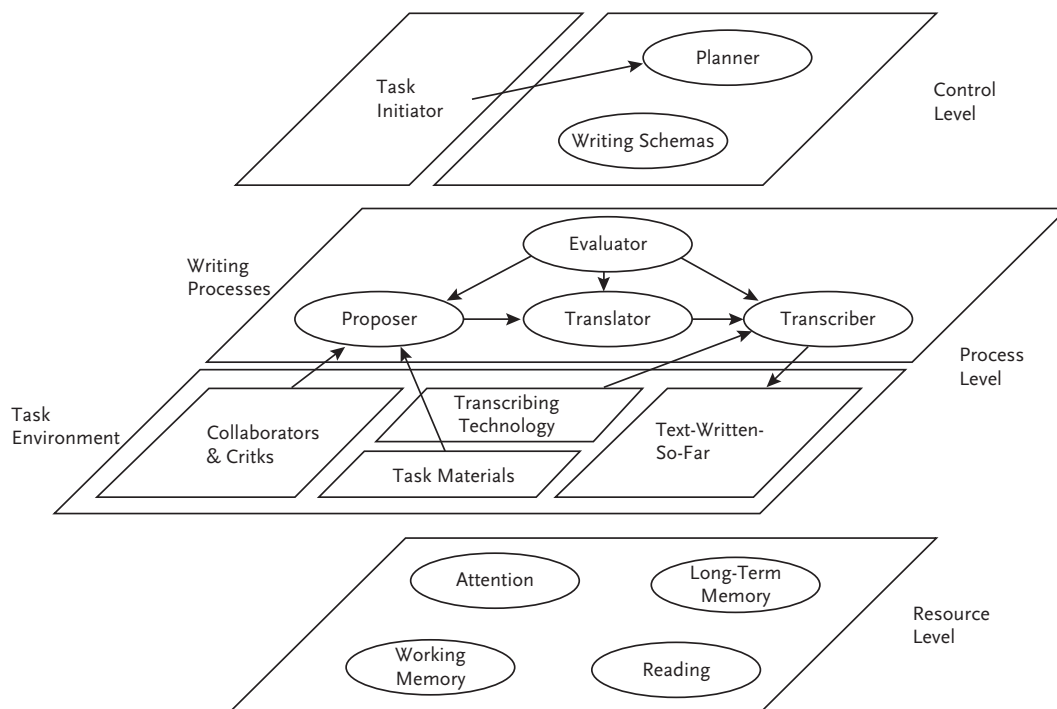 Planner
Task
Initiator
Control
Level
Writing Schemas
Evaluator
Writing
Processes
Proposer
Translator
Transcriber
Process
Level
Task
Environment
Transcribing
Technology
Collaborators
& Critks
Text-Written-
So-Far
Task Materials
Attention
Long-Term
Memory
Resource
Level
Working
Memory
Reading